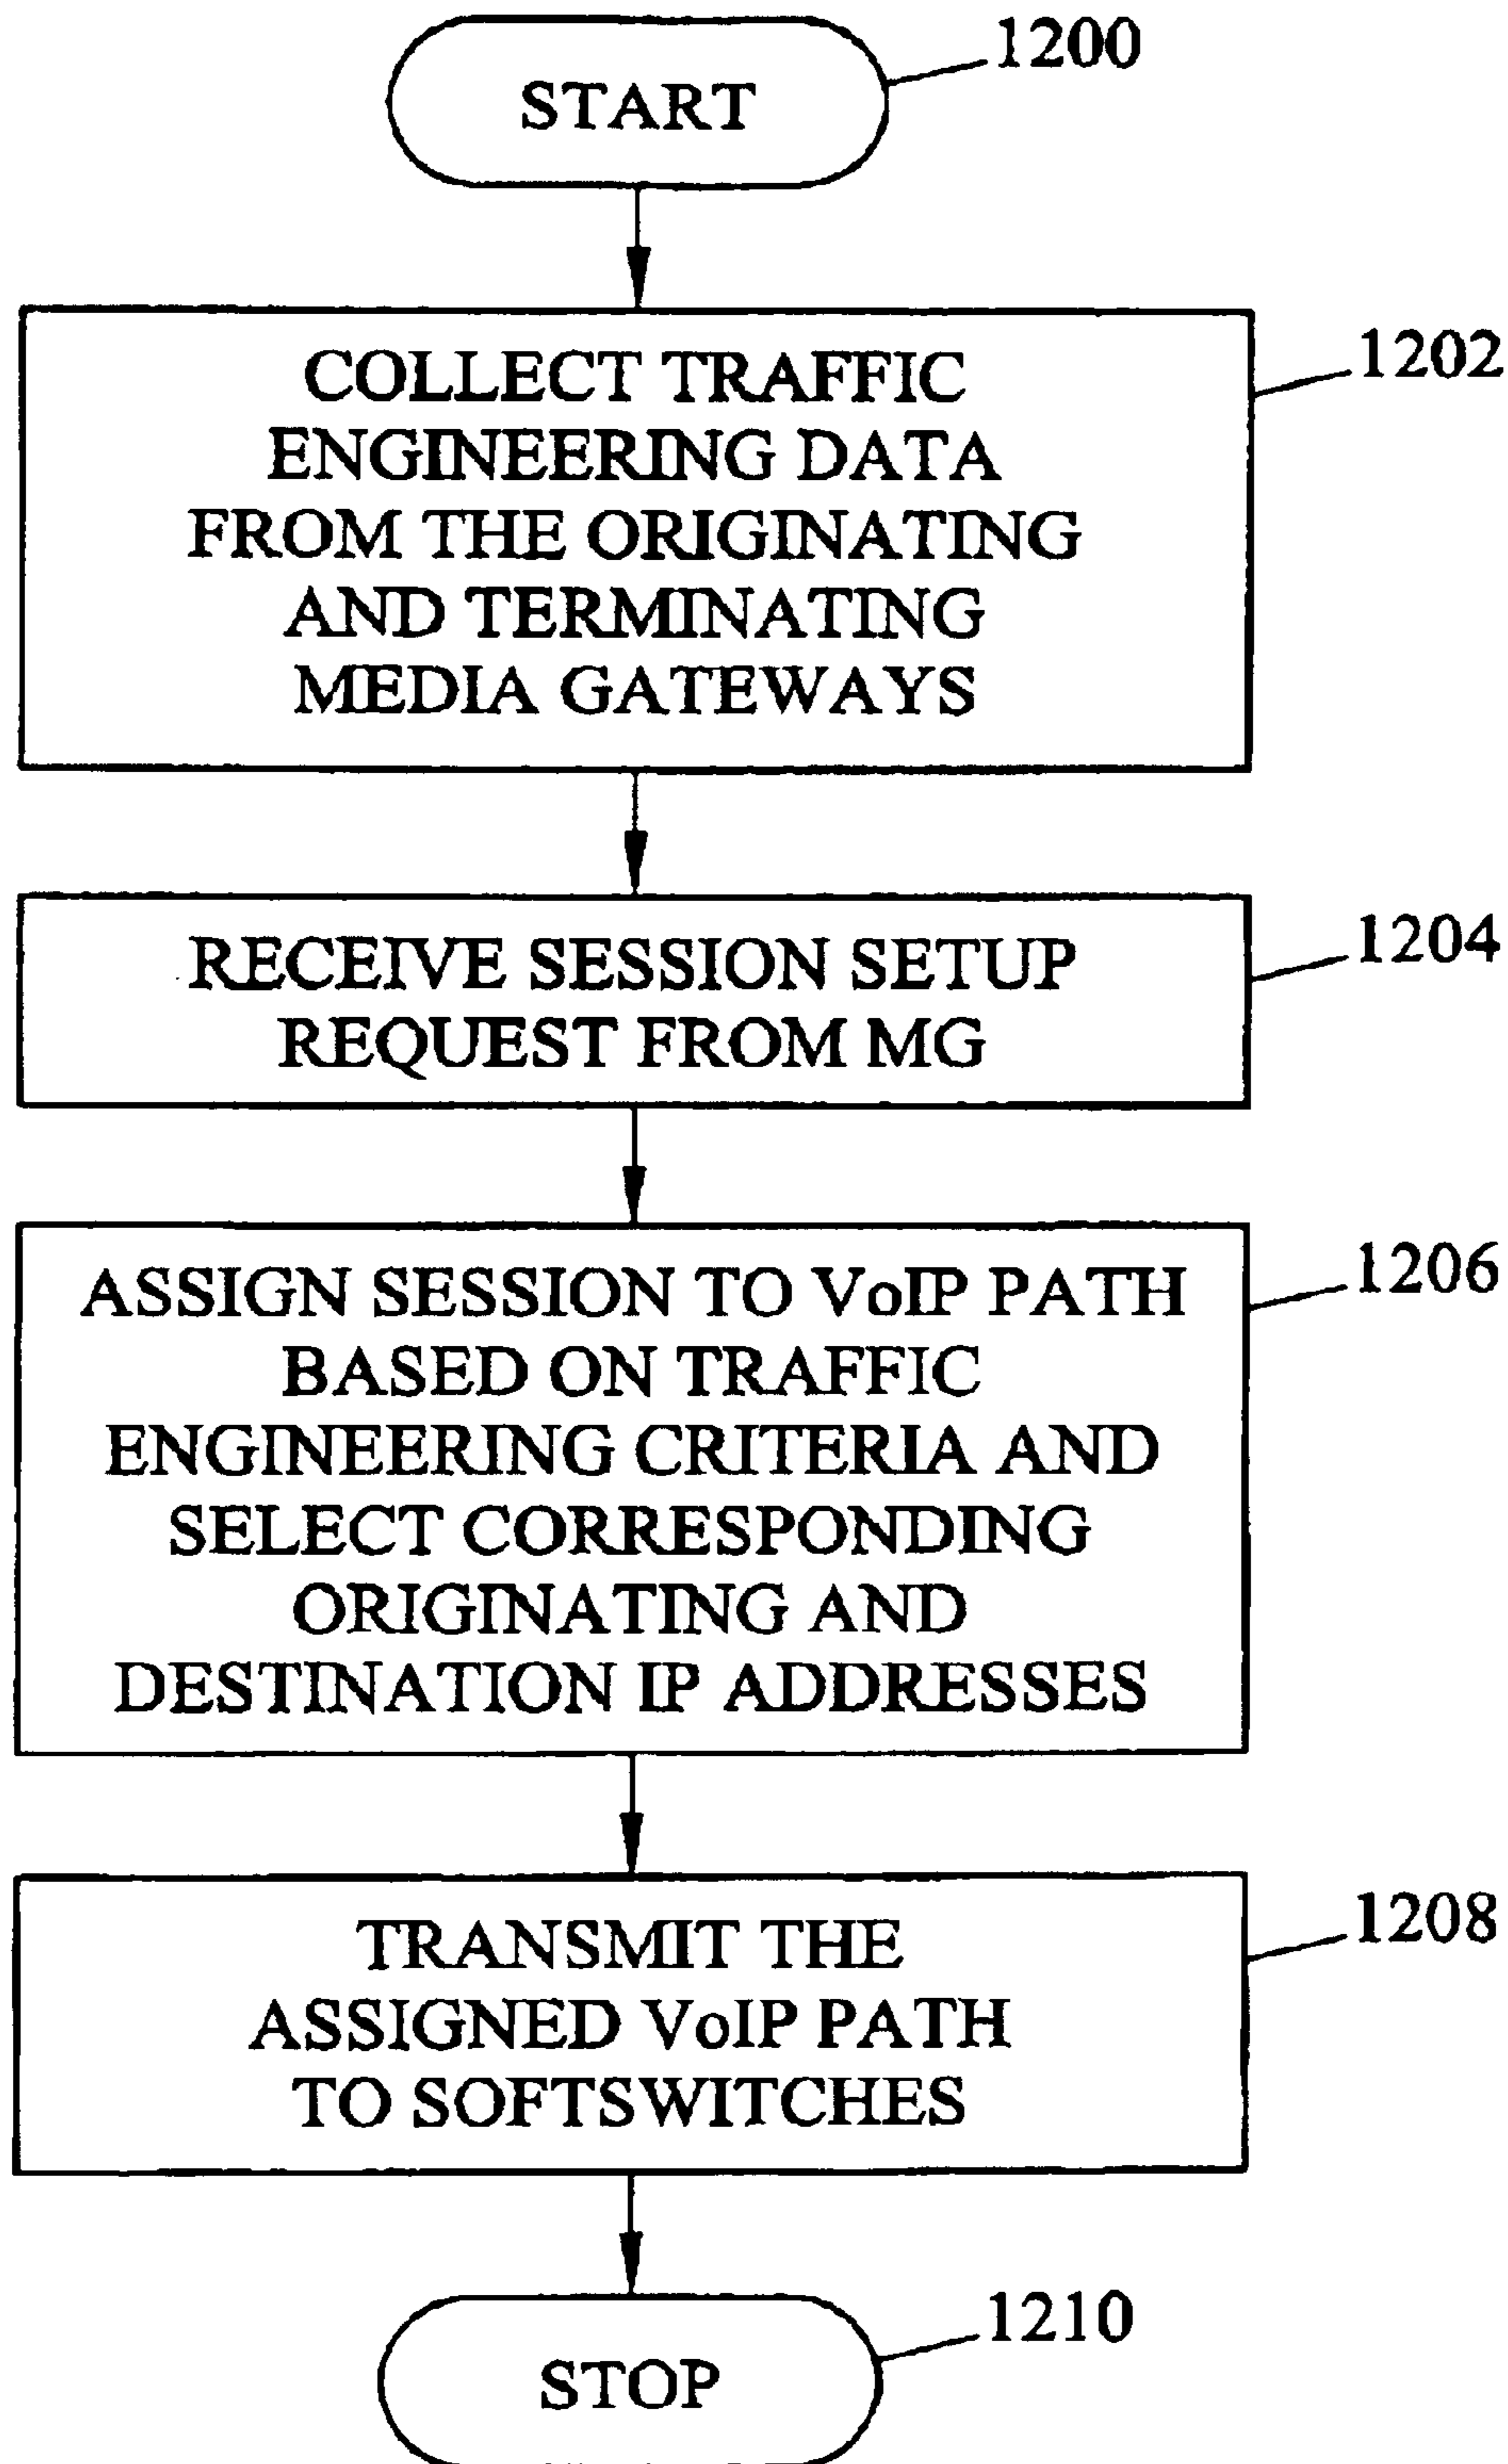 1200
START
1202
COLLECT TRAFFIC
ENGINEERING DATA
FROM THE ORIGINATING
AND TERMINATING
MEDIA GATEWAYS
1204
RECEIVE SESSION SETUP
REQUEST FROM MG
1206
ASSIGN SESSION TO VoIP PATH
BASED ON TRAFFIC
ENGINEERING CRITERIA AND
SELECT CORRESPONDING
ORIGINATING AND
DESTINATION IP ADDRESSES
1208
TRANSMIT THE
ASSIGNED VoIP PATH
TO SOFTSWITCHES
1210
STOP